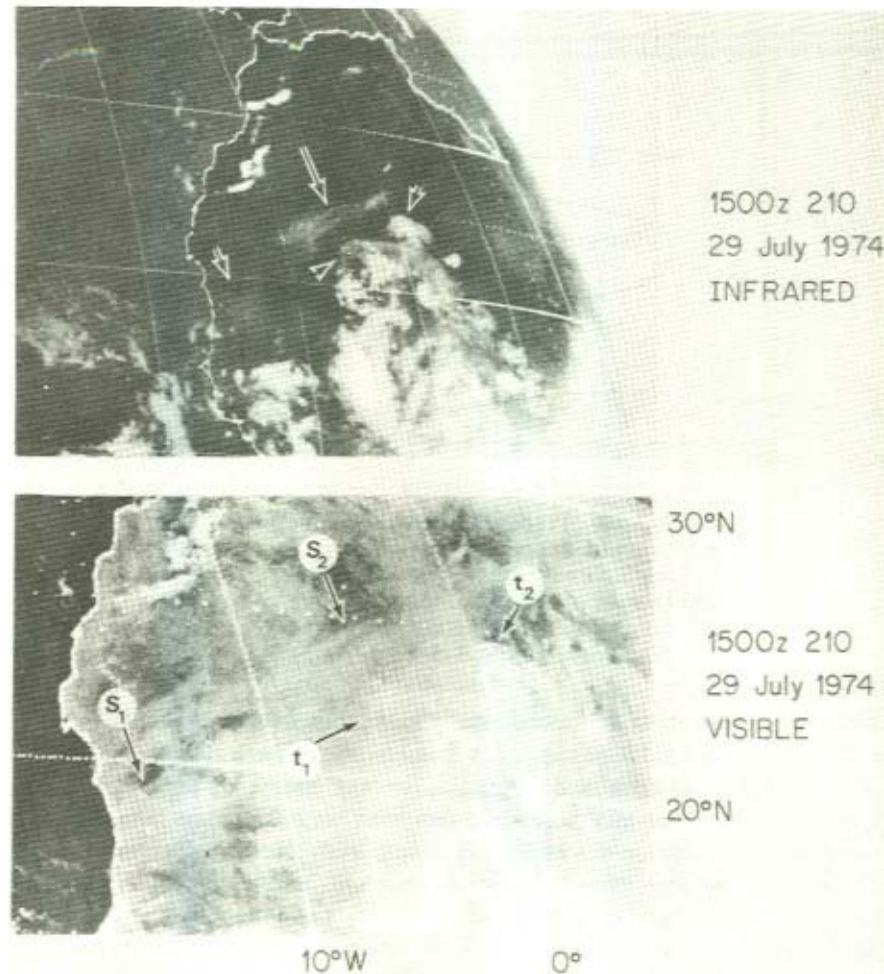 1500z 210
29 July 1974
INFRARED
30°N
S2
t2
1500z 210
29 July 1974
VISIBLE
S1
t1
20°N
10°W 0°